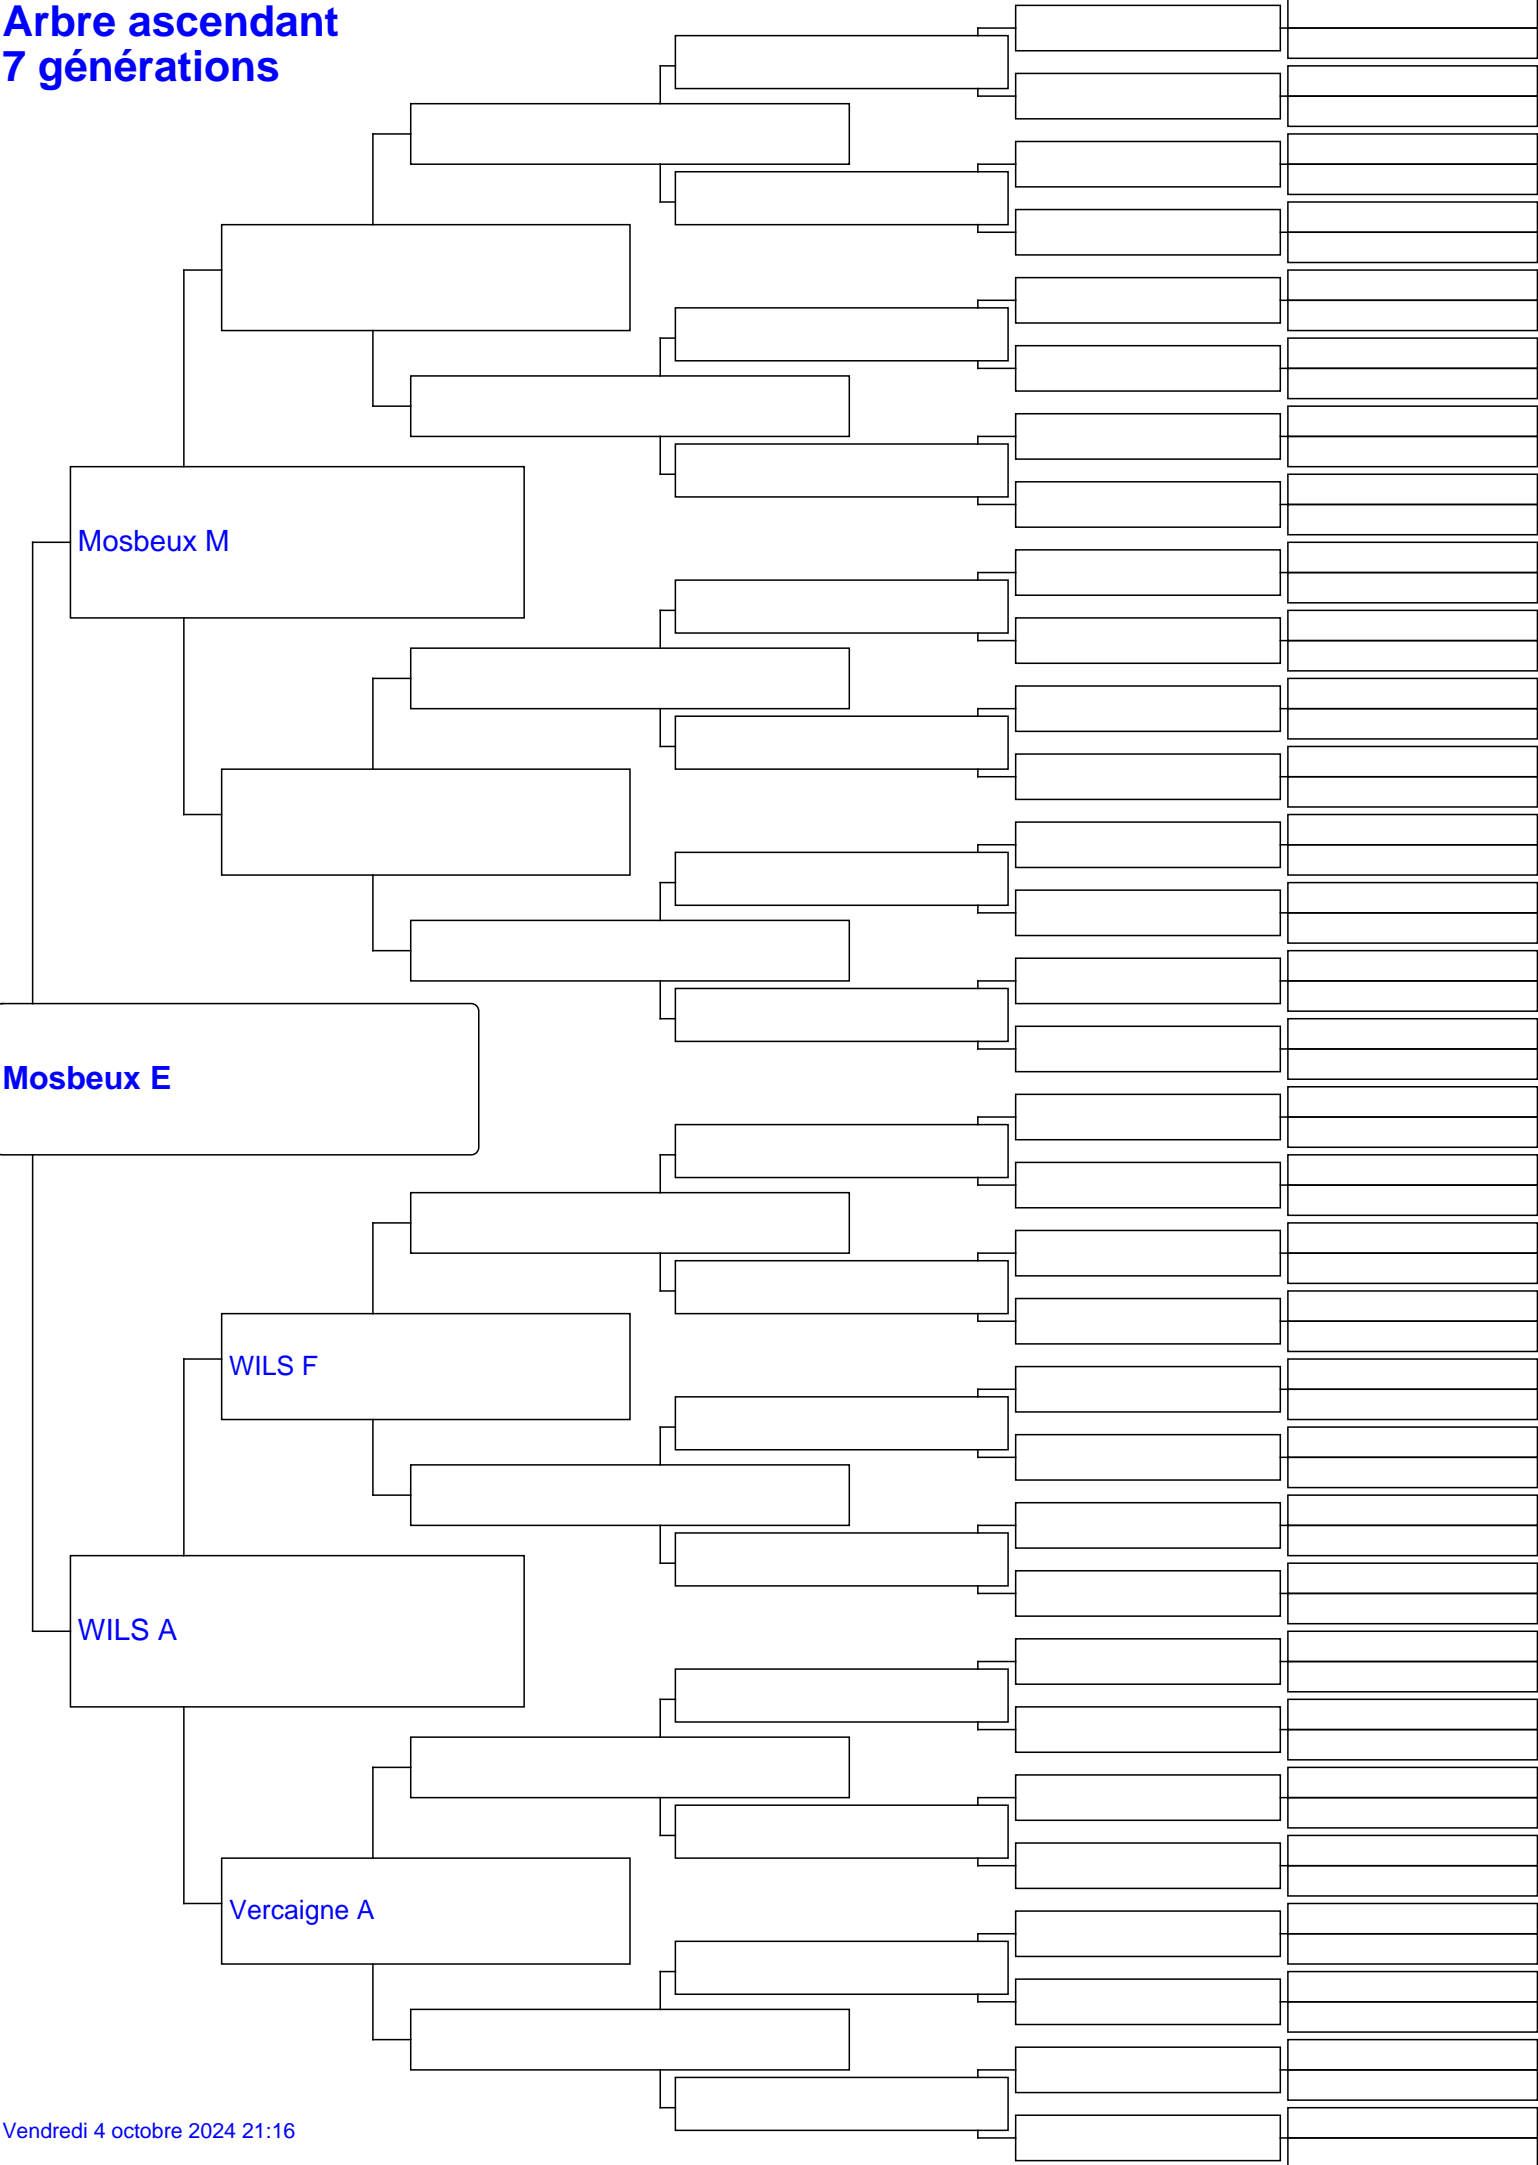 Arbre ascendant
7 générations
Mosbeux M
Mosbeux E
WILS F
WILS A
Vercaigne A
Vendredi 4 octobre 2024 21:16